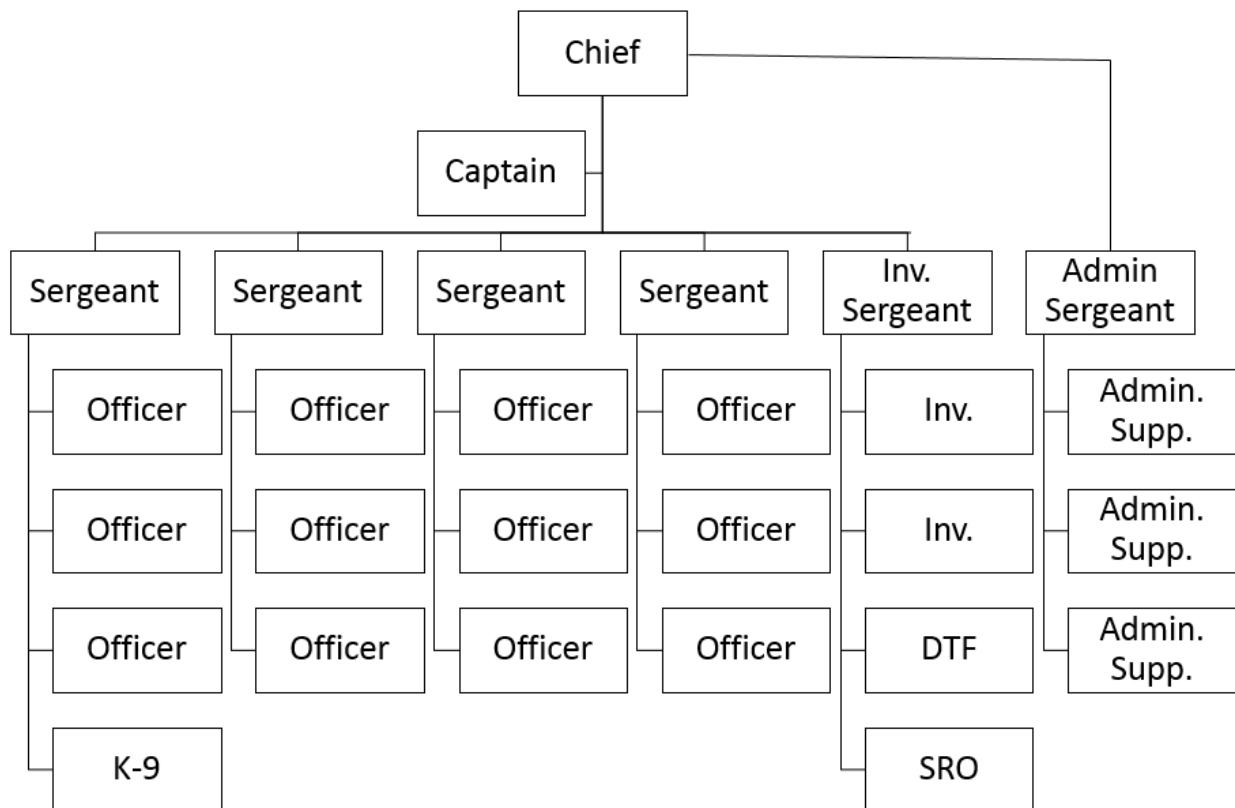 Chief
Captain
Sergeant
Sergeant
Sergeant
Sergeant
Inv.
Sergeant
Admin
Sergeant
Officer
Officer
Officer
Officer
Inv.
Admin.
Supp.
Officer
Officer
Officer
Officer
Inv.
Admin.
Supp.
Officer
Officer
Officer
Officer
DTF
Admin.
Supp.
K-9
SRO